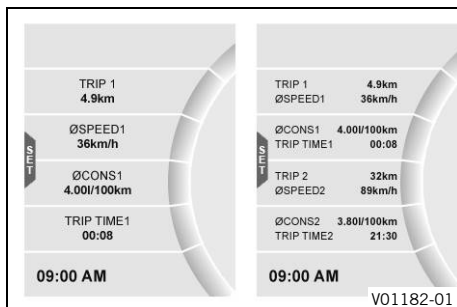 TRIP 1
4.9km
ØSPEED1
36km/h
SET
ØCONS1
4.00l/100km
TRIP TIME1
00:08
09:00 AM
TRIP 1 4.9km
ØSPEED1 36km/h
ØCONS1 4.00l/100km
TRIP TIME1 00:08
SET
TRIP 2 32km
ØSPEED2 89km/h
ØCONS2 3.80l/100km
TRIP TIME2 21:30
09:00 AM
V01182-01